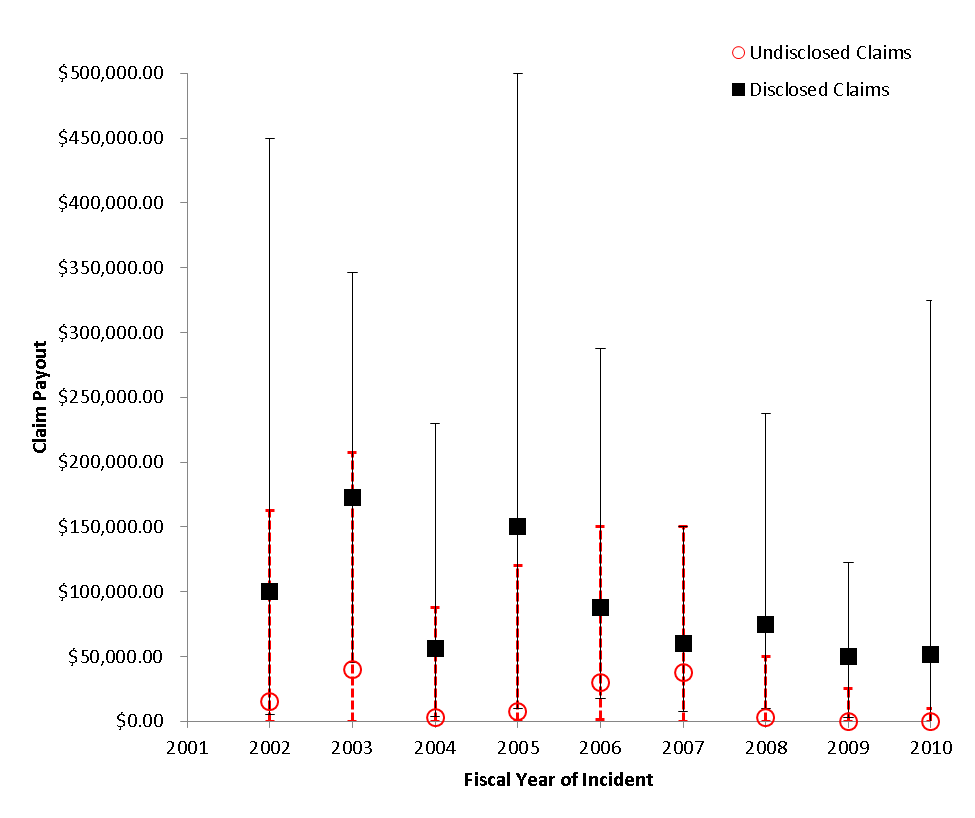 Undisclosed Claims
Disclosed Claims
$500,000.00
$450,000.00
$400,000.00
$350,000.00
$300,000.00
$250,000.00
$200,000.00
$150,000.00
$100,000.00
$50,000.00
$0.00
Claim Payout
2001 2002 2003 2004 2005 2006 2007 2008 2009 2010
Fiscal Year of Incident